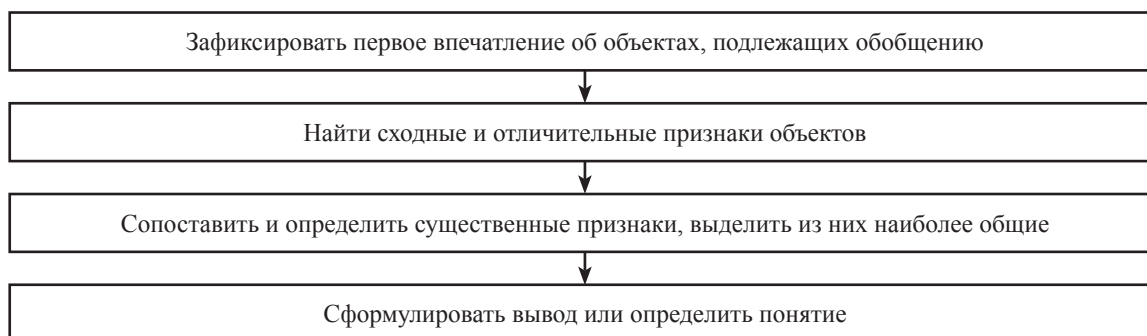 Зафиксировать первое впечатление об объектах, подлежащих обобщению
Найти сходные и отличительные признаки объектов
Сопоставить и определить существенные признаки, выделить из них наиболее общие
Сформулировать вывод или определить понятие